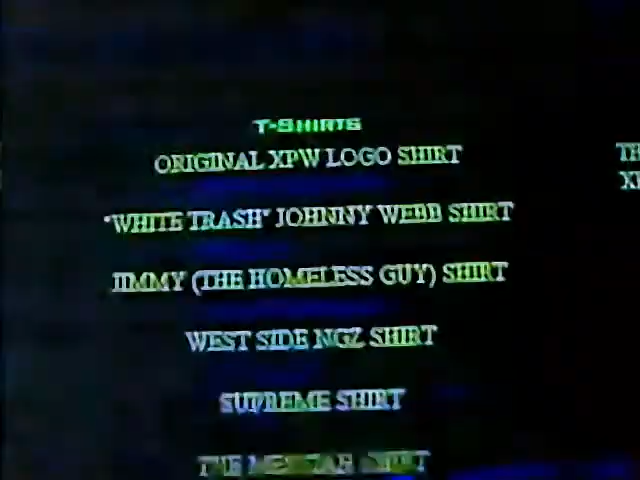 T-SHIRTS
ORIGINAL XPW LOGO SHIRT
"WHITE TRASH" JOHNNY WEBB SHIRT
JIMMY (THE HOMELESS GUY) SHIRT
WEST SIDE NGZ SHIRT
SUPREME SHIRT
SHIRT